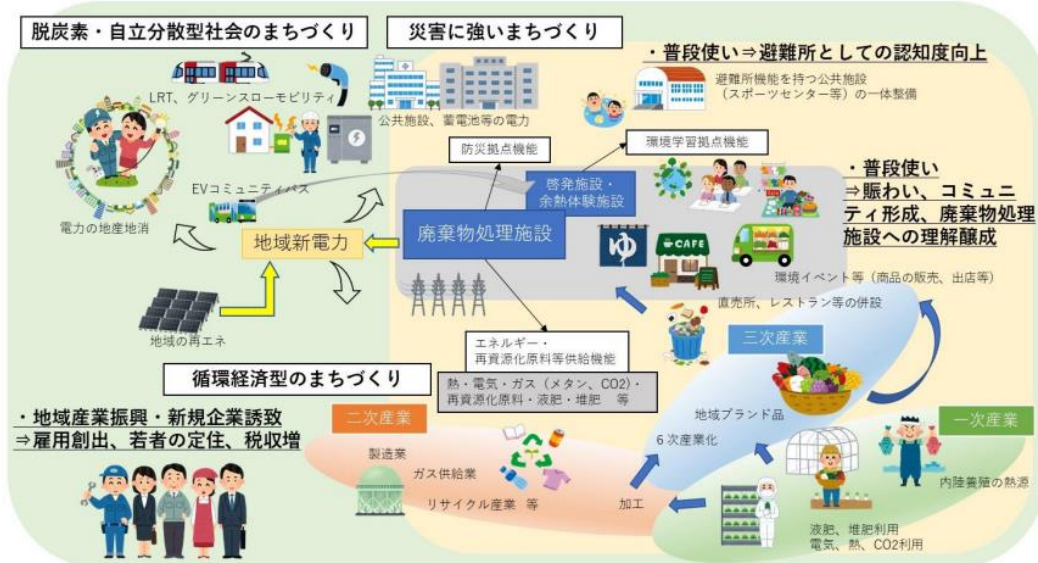 脱炭素・自立分散型社会のまちづくり
災害に強いまちづくり
・普段使い⇒避難所としての認知度向上
避難所機能を持つ公共施設
（スポーツセンター等）の一体整備
LRT、グリーンスローモビリティ
公共施設、蓄電池等の電力
防災拠点機能
環境学習拠点機能
EVコミュニティバス
電力の地産地消
啓発施設・
余熱体験施設
・普段使い
⇒賑わい、コミュニ
ティ形成、廃棄物処理
施設への理解醸成
地域新電力
廃棄物処理施設
ゆ
CAFE
環境イベント等（商品の販売、出店等）
直売所、レストラン等の併設
地域の再エネ
エネルギー・
再資源化原料等供給機能
三次産業
循環経済型のまちづくり
熱・電気・ガス（メタン、CO2）・
再資源化原料・液肥・堆肥　等
・地域産業振興・新規企業誘致
⇒雇用創出、若者の定住、税収増
二次産業
地域ブランド品
一次産業
製造業
６次産業化
ガス供給業
内陸養殖の熱源
リサイクル産業　等
加工
液肥、堆肥利用
電気、熱、CO2利用